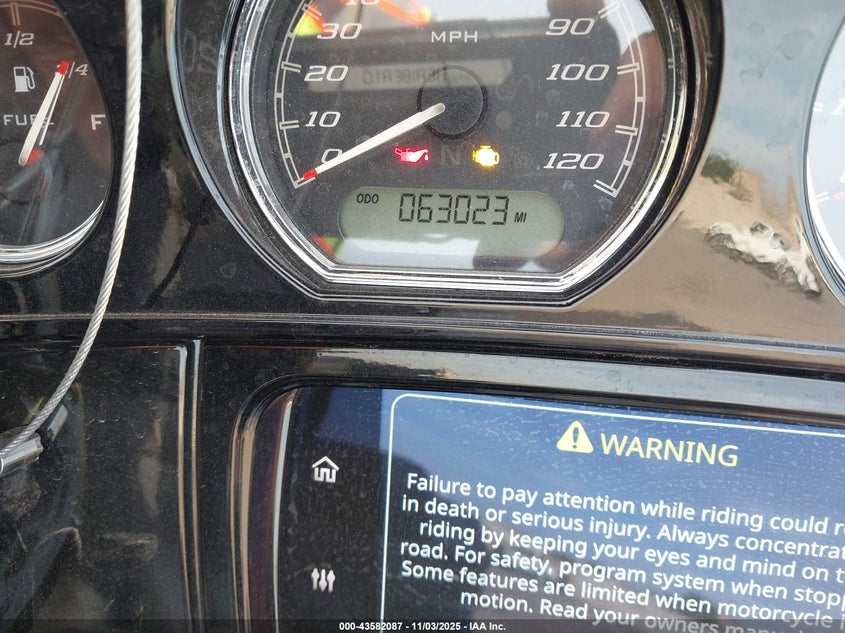 1/2
3/4
FUEL
F
10
30
20
10
0
MPH
90
100
110
120
HERIBERTO
N
ODO 063023 MI
WARNING
Failure to pay attention while riding could
in death or serious injury. Always
riding by keeping your eyes and mind on
road. For safety, program system when
Some features are limited when motorcycle
motion. Read your owners
000-43582087 - 11/03/2025 - IAA Inc.